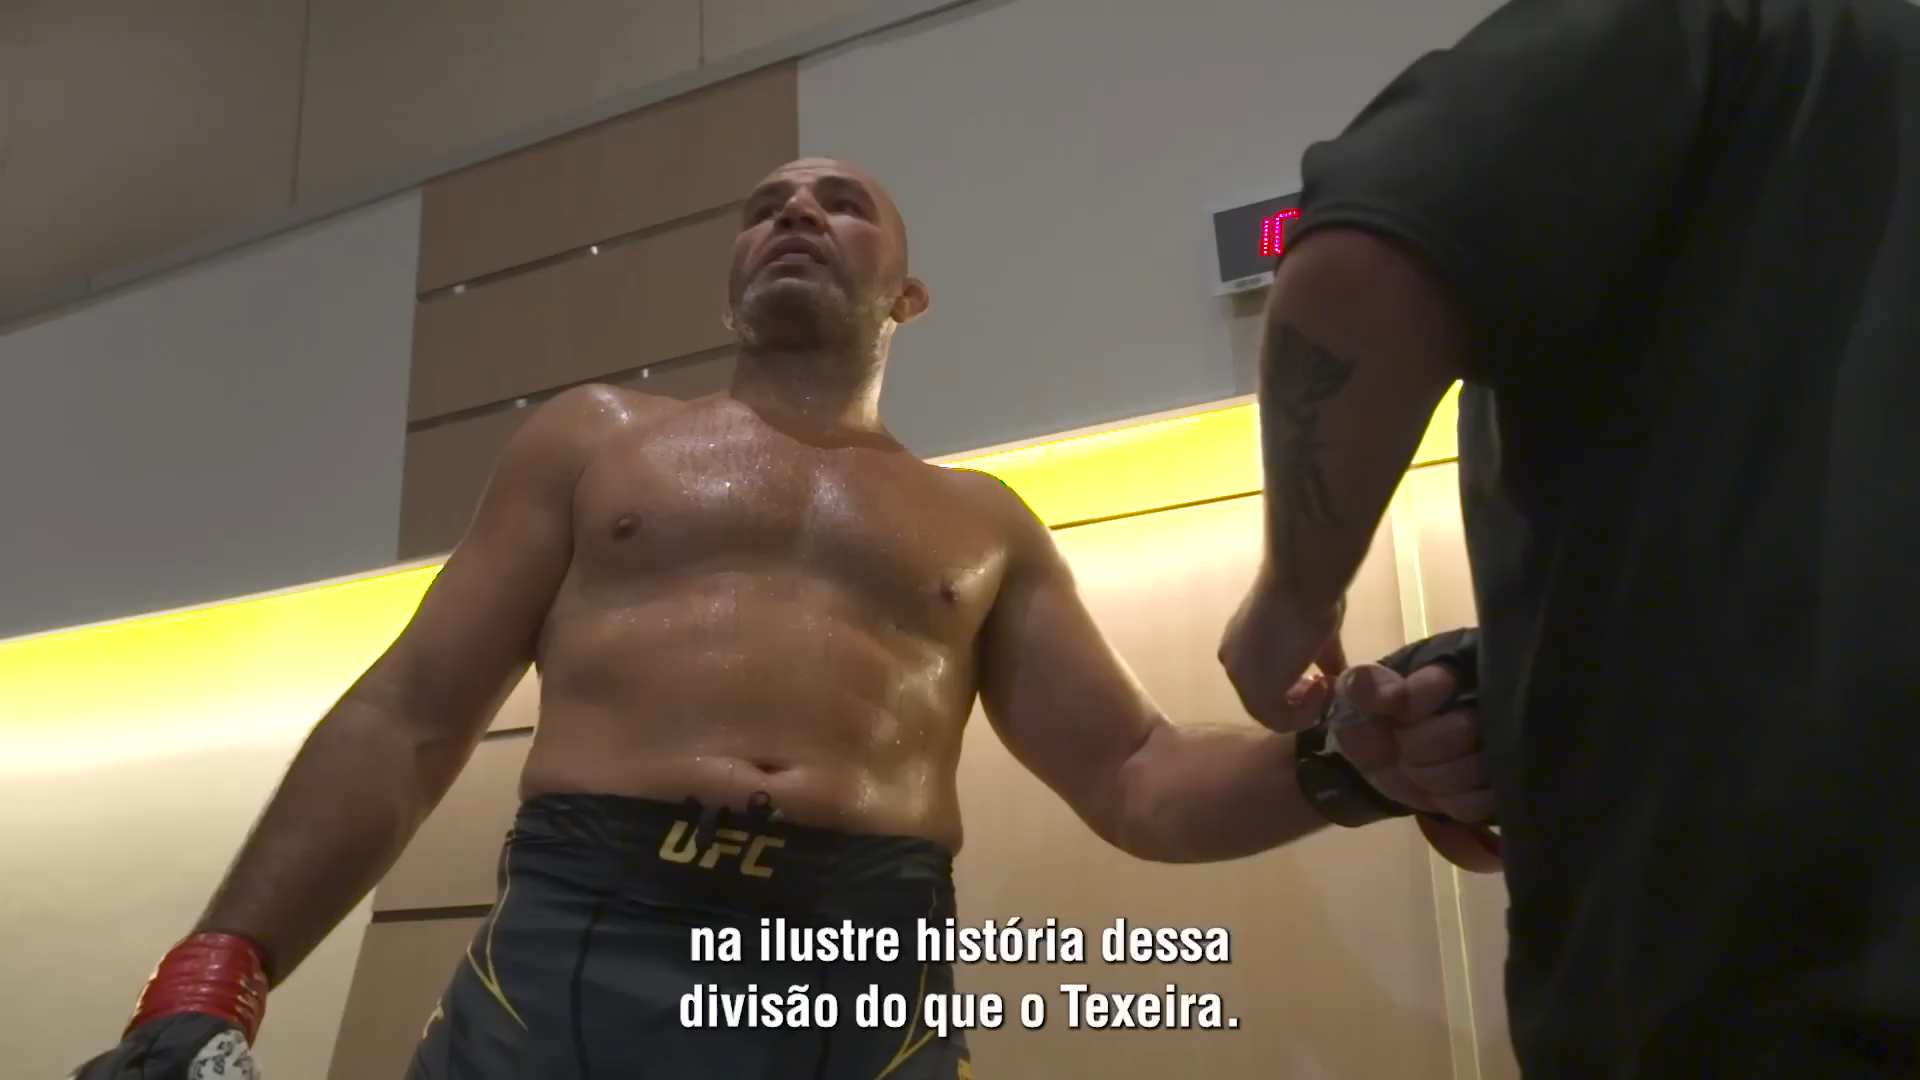 UFC
na ilustre história dessa
divisão do que o Texeira.